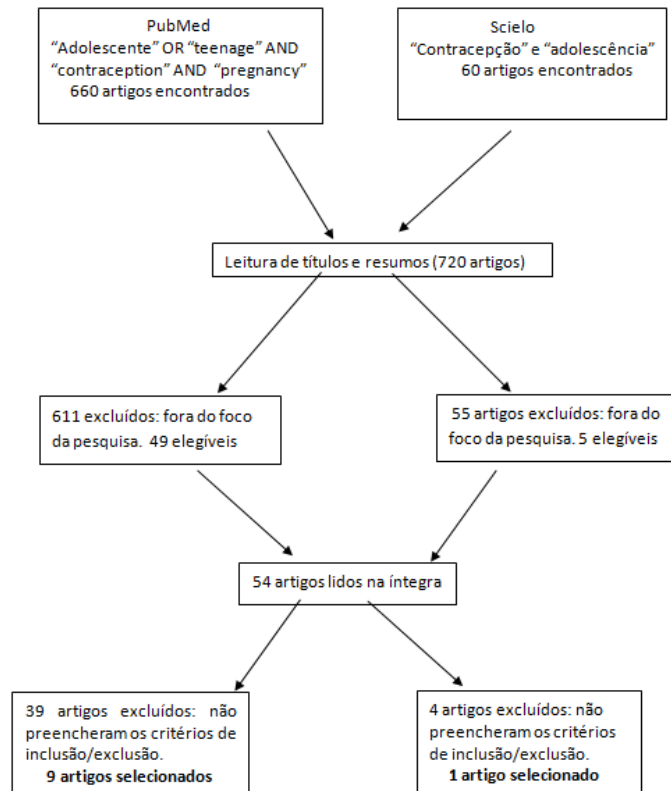 PubMed
“Adolescente” OR “teenage” AND
“contraception” AND “pregnancy”
660 artigos encontrados
Scielo
“Contracepção” e “adolescência”
60 artigos encontrados
Leitura de títulos e resumos (720 artigos)
611 excluídos: fora do foco
da pesquisa. 49 elegíveis
55 artigos excluídos: fora do
foco da pesquisa. 5 elegíveis
54 artigos lidos na íntegra
39 artigos excluídos: não
preencheram os critérios de
inclusão/exclusão.
9 artigos selecionados
4 artigos excluídos: não
preencheram os critérios
de inclusão/exclusão.
1 artigo selecionado